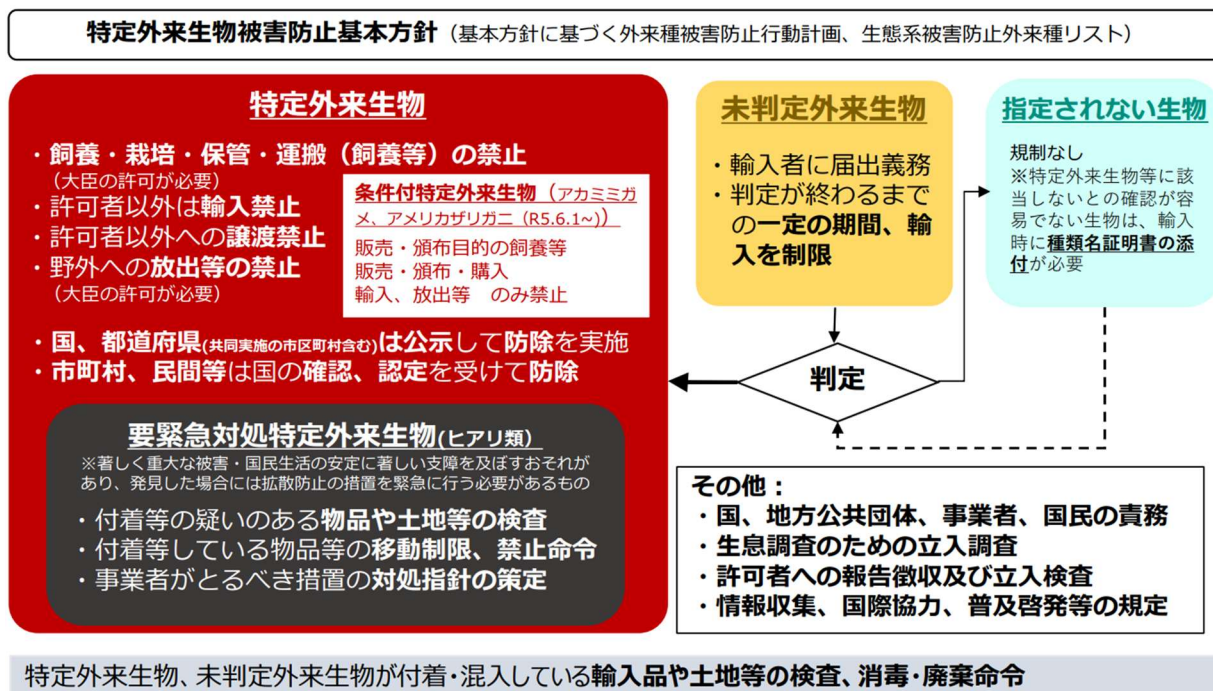 特定外来生物被害防止基本方針（基本方針に基づく外来種被害防止行動計画、生態系被害防止外来種リスト）
特定外来生物
・飼養・栽培・保管・運搬（飼養等）の禁止
（大臣の許可が必要）
・許可者以外は輸入禁止
・許可者以外への譲渡禁止
・野外への放出等の禁止
（大臣の許可が必要）
条件付特定外来生物（アカミミガ
メ、アメリカザリガニ（R5.6.1~)）
販売・頒布目的の飼養等
販売・頒布・購入
輸入、放出等　のみ禁止
・国、都道府県(共同実施の市区町村含む)は公示して防除を実施
・市町村、民間等は国の確認、認定を受けて防除
要緊急対処特定外来生物(ヒアリ類）
※著しく重大な被害・国民生活の安定に著しい支障を及ぼすおそれが
あり、発見した場合には拡散防止の措置を緊急に行う必要があるもの
・付着等の疑いのある物品や土地等の検査
・付着等している物品等の移動制限、禁止命令
・事業者がとるべき措置の対処指針の策定
未判定外来生物
・輸入者に届出義務
・判定が終わるまで
の一定の期間、輸
入を制限
指定されない生物
規制なし
※特定外来生物等に該
当しないとの確認が容
易でない生物は、輸入
時に種類名証明書の添
付が必要
判定
その他：
・国、地方公共団体、事業者、国民の責務
・生息調査のための立入調査
・許可者への報告徴収及び立入検査
・情報収集、国際協力、普及啓発等の規定
特定外来生物、未判定外来生物が付着・混入している輸入品や土地等の検査、消毒・廃棄命令